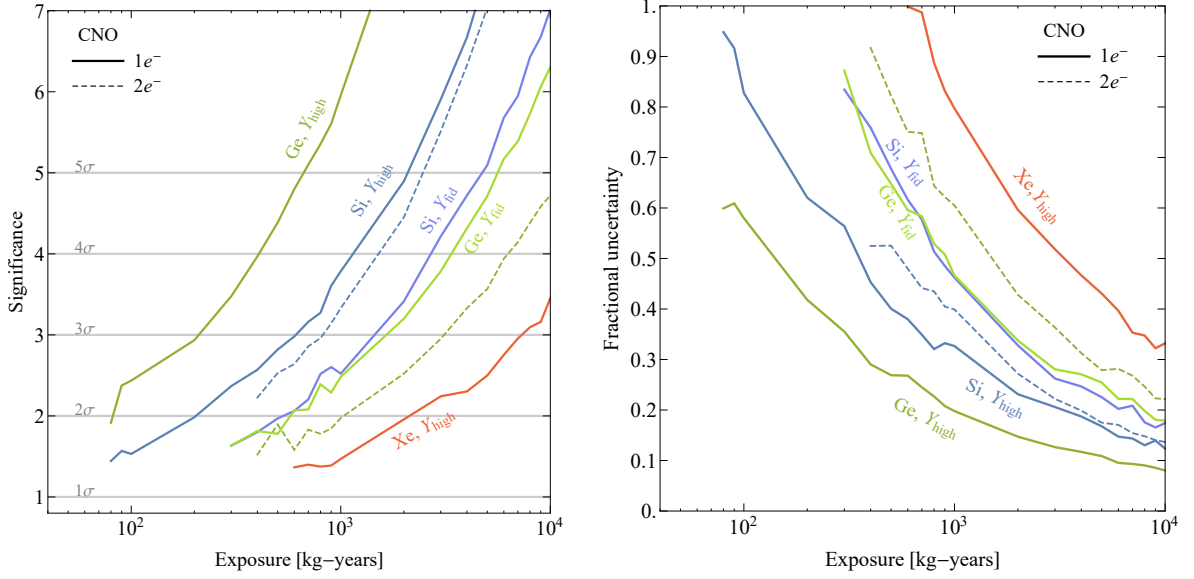 CNO
1e⁻
2e⁻
Ge, Y_high
Si, Y_high
Si, Y_fid
Ge, Y_fid
Xe, Y_high
5σ
4σ
3σ
2σ
1σ
7
6
5
4
3
2
1
Significance
10²
10³
10⁴
Exposure [kg−years]
CNO
1e⁻
2e⁻
Xe, Y_high
Si, Y_fid
Ge, Y_fid
Si, Y_high
Ge, Y_high
1.
0.9
0.8
0.7
0.6
0.5
0.4
0.3
0.2
0.1
0.
Fractional uncertainty
10²
10³
10⁴
Exposure [kg−years]